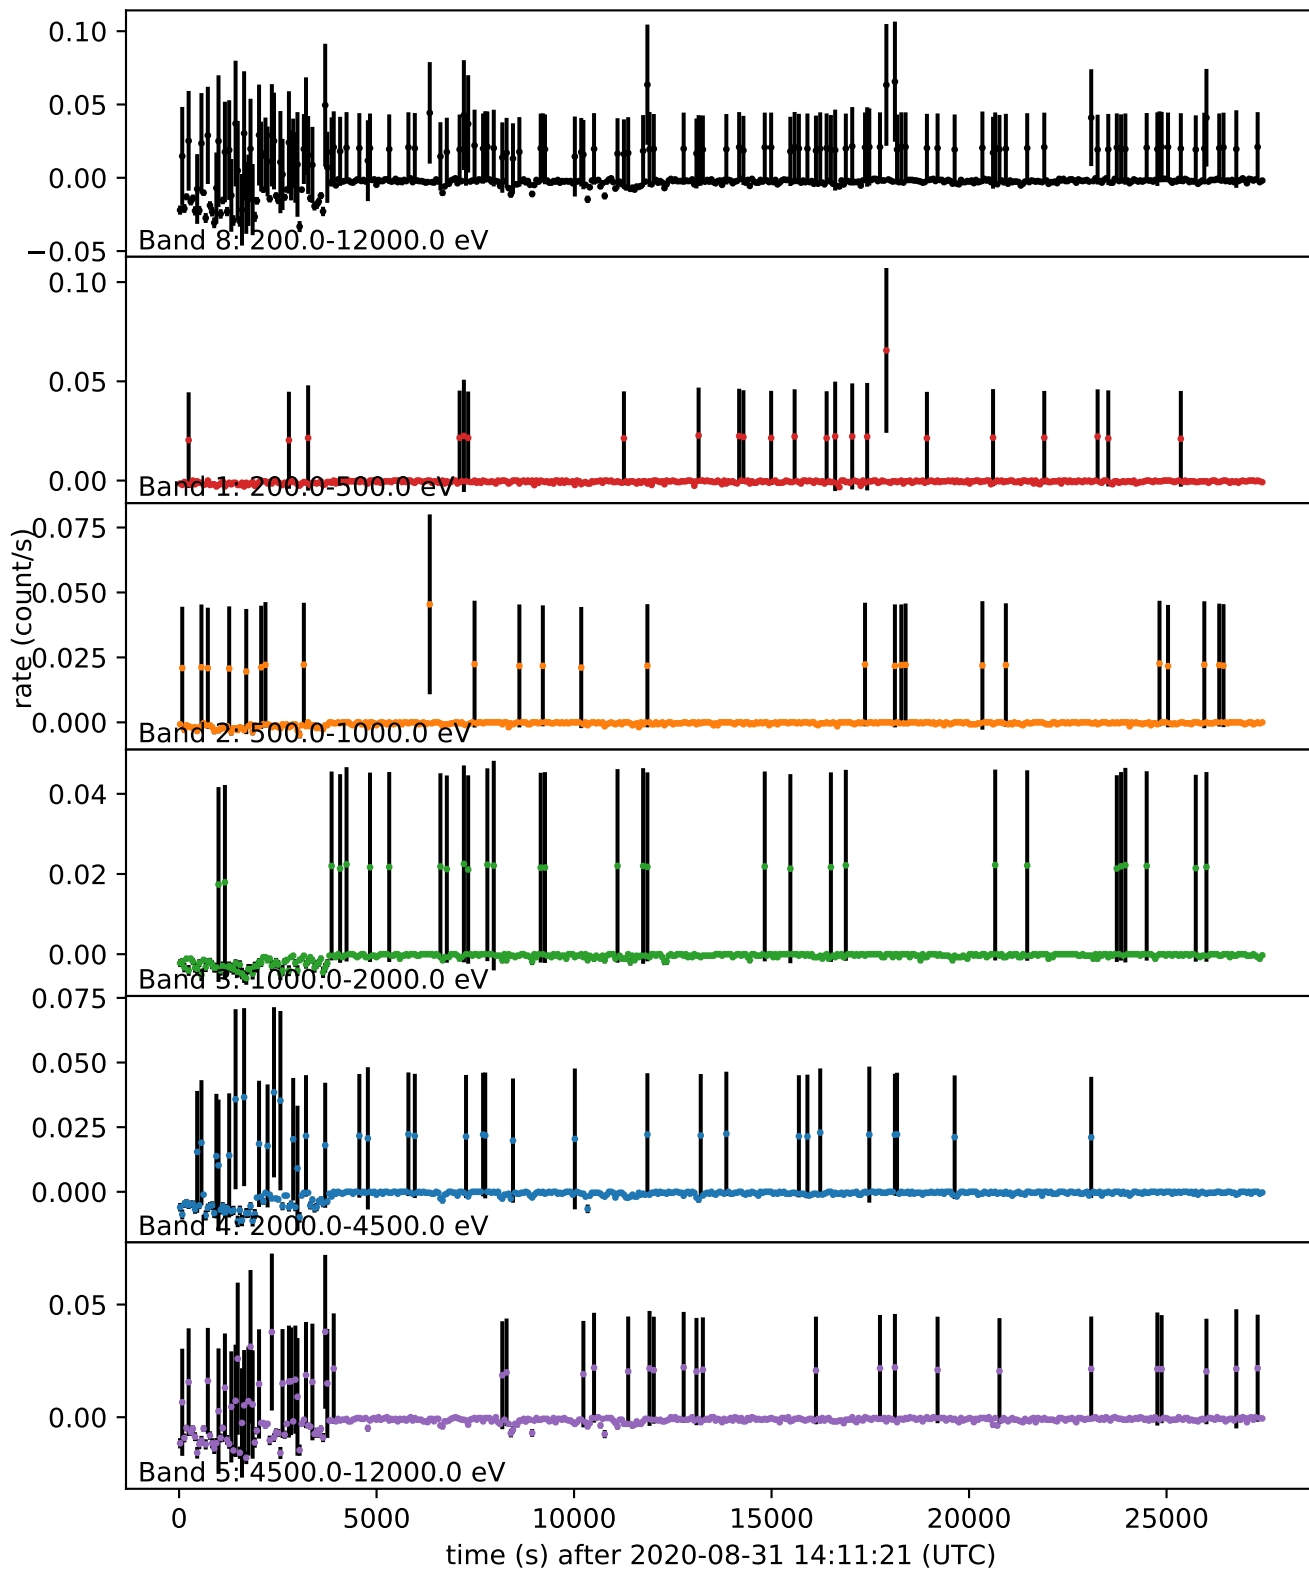 0.10
0.05
0.00
−0.05
Band 8: 200.0-12000.0 eV
0.10
0.05
0.00
Band 1: 200.0-500.0 eV
rate (count/s)
0.075
0.050
0.025
0.000
Band 2: 500.0-1000.0 eV
0.04
0.02
0.00
Band 3: 1000.0-2000.0 eV
0.075
0.050
0.025
0.000
Band 4: 2000.0-4500.0 eV
0.05
0.00
Band 5: 4500.0-12000.0 eV
0 5000 10000 15000 20000 25000
time (s) after 2020-08-31 14:11:21 (UTC)